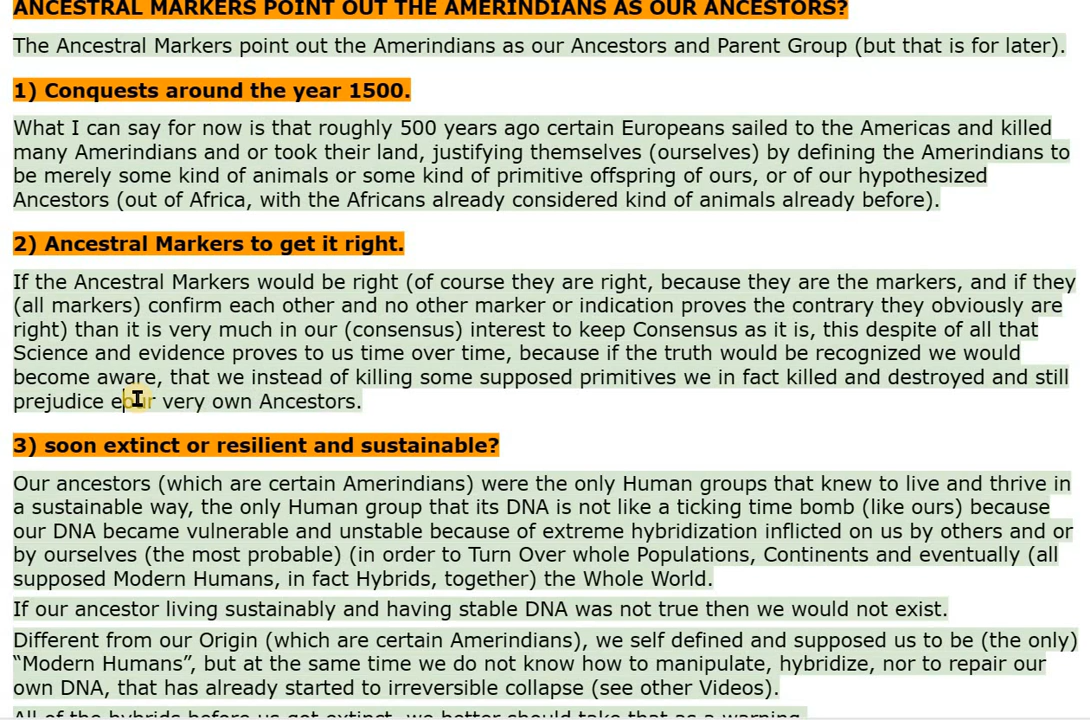 ANCESTRAL MARKERS POINT OUT THE AMERINDIANS AS OUR ANCESTORS?
The Ancestral Markers point out the Amerindians as our Ancestors and Parent Group (but that is for later).
1) Conquests around the year 1500.
What I can say for now is that roughly 500 years ago certain Europeans sailed to the Americas and killed
many Amerindians and or took their land, justifying themselves (ourselves) by defining the Amerindians to
be merely some kind of animals or some kind of primitive offspring of ours, or of our hypothesized
Ancestors (out of Africa, with the Africans already considered kind of animals already before).
2) Ancestral Markers to get it right.
If the Ancestral Markers would be right (of course they are right, because they are the markers, and if they
(all markers) confirm each other and no other marker or indication proves the contrary they obviously are
right) than it is very much in our (consensus) interest to keep Consensus as it is, this despite of all that
Science and evidence proves to us time over time, because if the truth would be recognized we would
become aware, that we instead of killing some supposed primitives we in fact killed and destroyed and still
prejudice very own Ancestors.
3) soon extinct or resilient and sustainable?
Our ancestors (which are certain Amerindians) were the only Human groups that knew to live and thrive in
a sustainable way, the only Human group that its DNA is not like a ticking time bomb (like ours) because
our DNA became vulnerable and unstable because of extreme hybridization inflicted on us by others and or
by ourselves (the most probable) (in order to Turn Over whole Populations, Continents and eventually (all
supposed Modern Humans, in fact Hybrids, together) the Whole World.
If our ancestor living sustainably and having stable DNA was not true then we would not exist.
Different from our Origin (which are certain Amerindians), we self defined and supposed us to be (the only)
“Modern Humans”, but at the same time we do not know how to manipulate, hybridize, nor to repair our
own DNA, that has already started to irreversible collapse (see other Videos).
All of the hybrids before us got extinct, we better should take that as a warning.